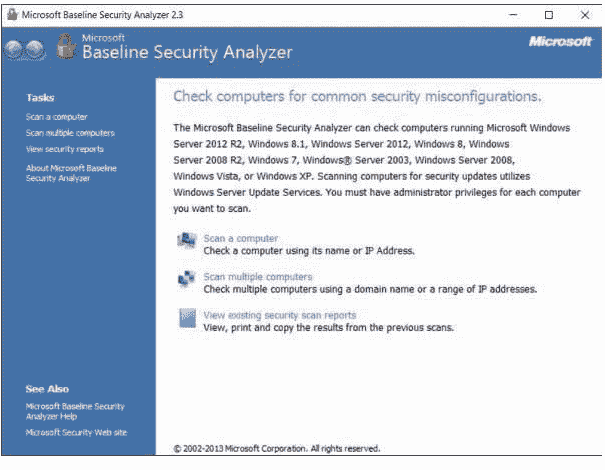 Microsoft Baseline Security Analyzer 2.3
Microsoft
Baseline Security Analyzer
Microsoft
Tasks
Scan a computer
Scan multiple computers
View security reports
About Microsoft Baseline
Security Analyzer
Check computers for common security misconfigurations.
The Microsoft Baseline Security Analyzer can check computers running Microsoft Windows
Server 2012 R2, Windows 8.1, Windows Server 2012, Windows 8, Windows
Server 2008 R2, Windows 7, Windows® Server 2003, Windows Server 2008,
Windows Vista, or Windows XP. Scanning computers for security updates utilizes
Windows Server Update Services. You must have administrator privileges for each computer
you want to scan.
Scan a computer
Check a computer using its name or IP Address.
Scan multiple computers
Check multiple computers using a domain name or a range of IP addresses.
View existing security scan reports
View, print and copy the results from the previous scans.
See Also
Microsoft Baseline Security
Analyzer Help
Microsoft Security Web site
© 2002-2013 Microsoft Corporation. All rights reserved.